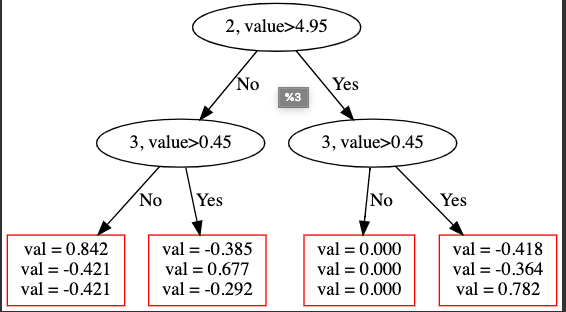 2, value>4.95
No
%3
Yes
3, value>0.45
3, value>0.45
No
Yes
No
Yes
val = 0.842
val = -0.421
val = -0.421
val = -0.385
val = 0.677
val = -0.292
val = 0.000
val = 0.000
val = 0.000
val = -0.418
val = -0.364
val = 0.782